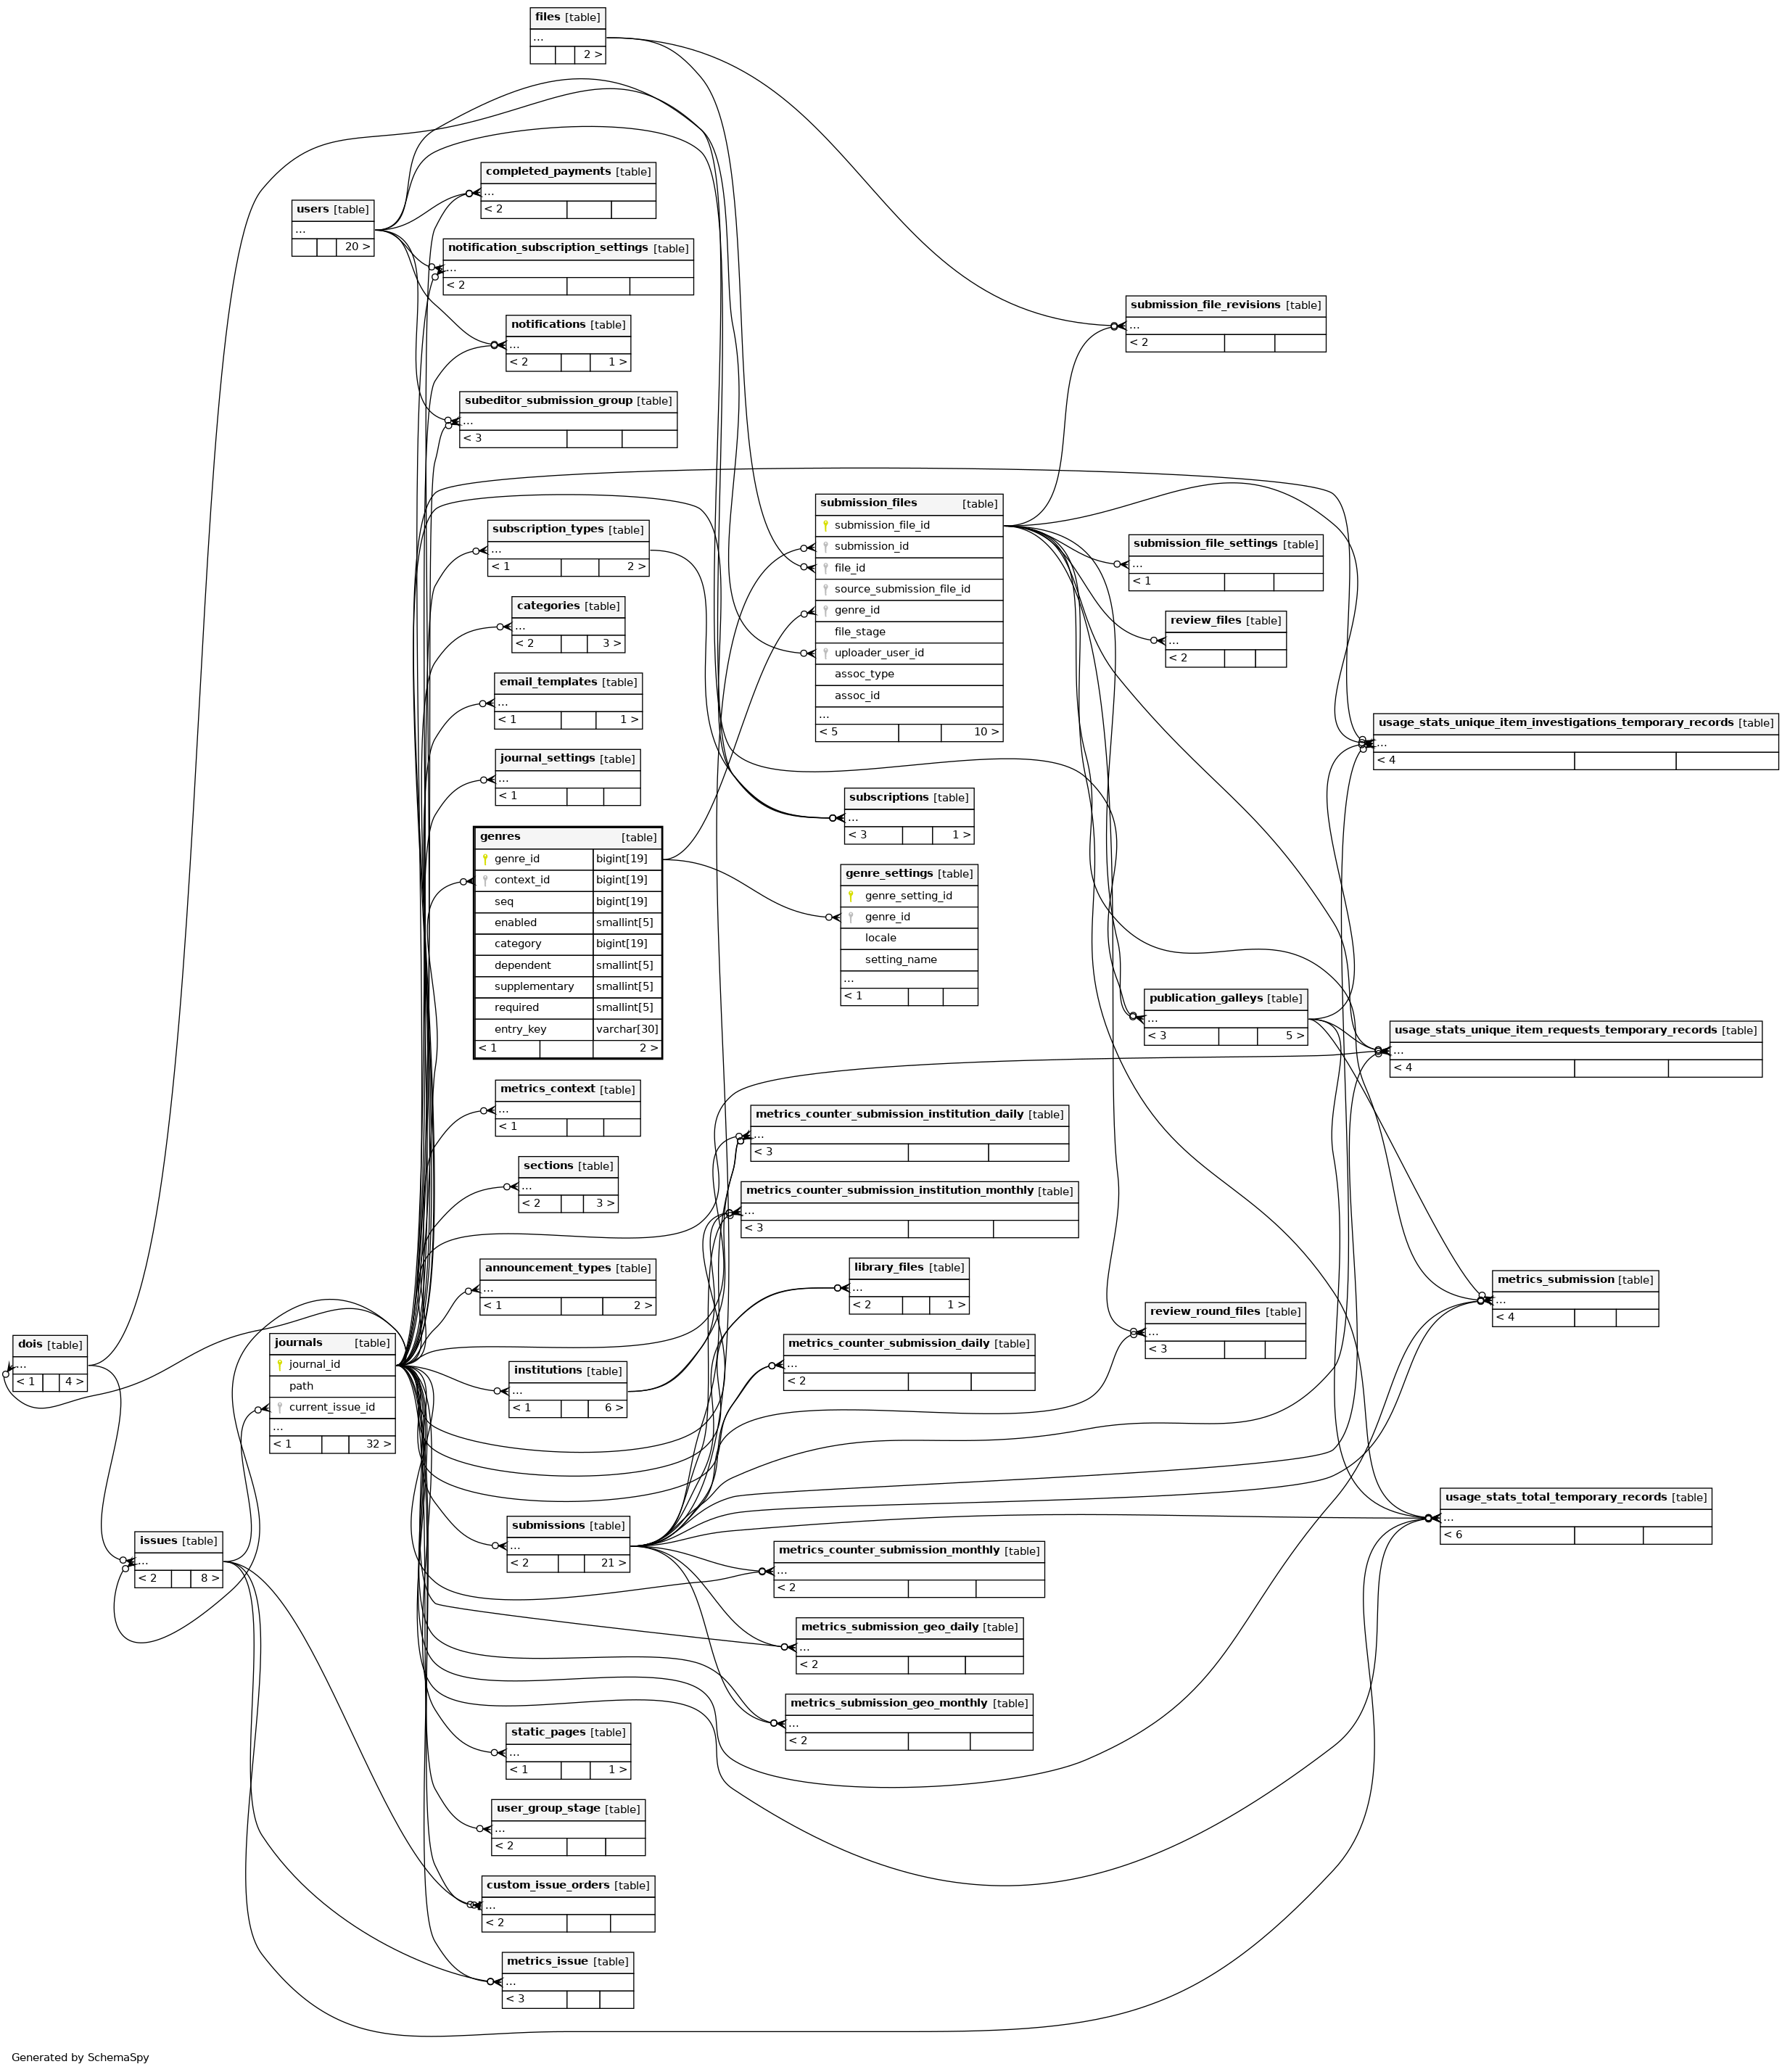 files [table]
...
2 >
completed_payments [table]
...
< 2
users [table]
...
20 >
notification_subscription_settings [table]
...
< 2
submission_file_revisions [table]
...
< 2
notifications [table]
...
< 2 1 >
subeditor_submission_group [table]
...
< 3
submission_files [table]
submission_file_id
submission_id
file_id
source_submission_file_id
genre_id
file_stage
uploader_user_id
assoc_type
assoc_id
...
< 5 10 >
subscription_types [table]
...
< 1 2 >
submission_file_settings [table]
...
< 1
categories [table]
...
< 2 3 >
review_files [table]
...
< 2
email_templates [table]
...
< 1 1 >
usage_stats_unique_item_investigations_temporary_records [table]
...
< 4
journal_settings [table]
...
< 1
subscriptions [table]
...
< 3 1 >
genres [table]
genre_id bigint[19]
context_id bigint[19]
seq bigint[19]
enabled smallint[5]
category bigint[19]
dependent smallint[5]
supplementary smallint[5]
required smallint[5]
entry_key varchar[30]
< 1 2 >
genre_settings [table]
genre_setting_id
genre_id
locale
setting_name
...
< 1
publication_galleys [table]
...
< 3 5 >
usage_stats_unique_item_requests_temporary_records [table]
...
< 4
metrics_context [table]
...
< 1
metrics_counter_submission_institution_daily [table]
...
< 3
sections [table]
...
< 2 3 >
metrics_counter_submission_institution_monthly [table]
...
< 3
announcement_types [table]
...
< 1 2 >
library_files [table]
...
< 2 1 >
metrics_submission [table]
...
< 4
review_round_files [table]
...
< 3
dois [table]
...
< 1 4 >
journals [table]
journal_id
path
current_issue_id
...
< 1 32 >
metrics_counter_submission_daily [table]
...
< 2
institutions [table]
...
< 1 6 >
usage_stats_total_temporary_records [table]
...
< 6
submissions [table]
...
< 2 21 >
issues [table]
...
< 2 8 >
metrics_counter_submission_monthly [table]
...
< 2
metrics_submission_geo_daily [table]
...
< 2
metrics_submission_geo_monthly [table]
...
< 2
static_pages [table]
...
< 1 1 >
user_group_stage [table]
...
< 2
custom_issue_orders [table]
...
< 2
metrics_issue [table]
...
< 3
Generated by SchemaSpy